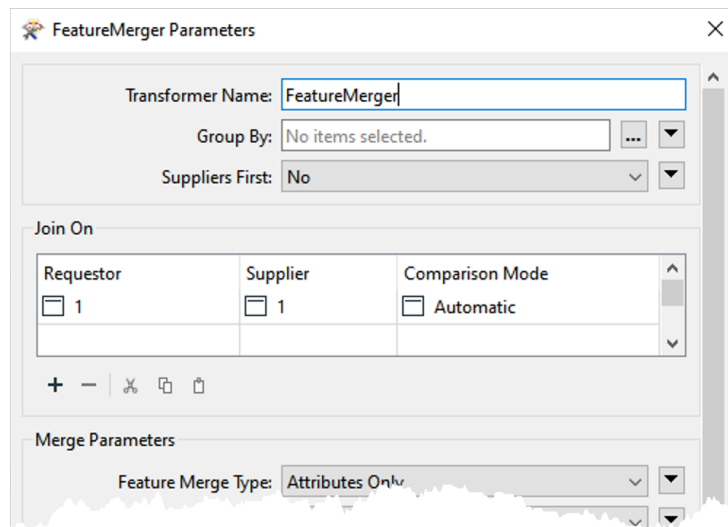 FeatureMerger Parameters
Transformer Name: FeatureMerger
Group By: No items selected. ...
Suppliers First: No
Join On
Requestor Supplier Comparison Mode
1 1 Automatic
Merge Parameters
Feature Merge Type: Attributes Only